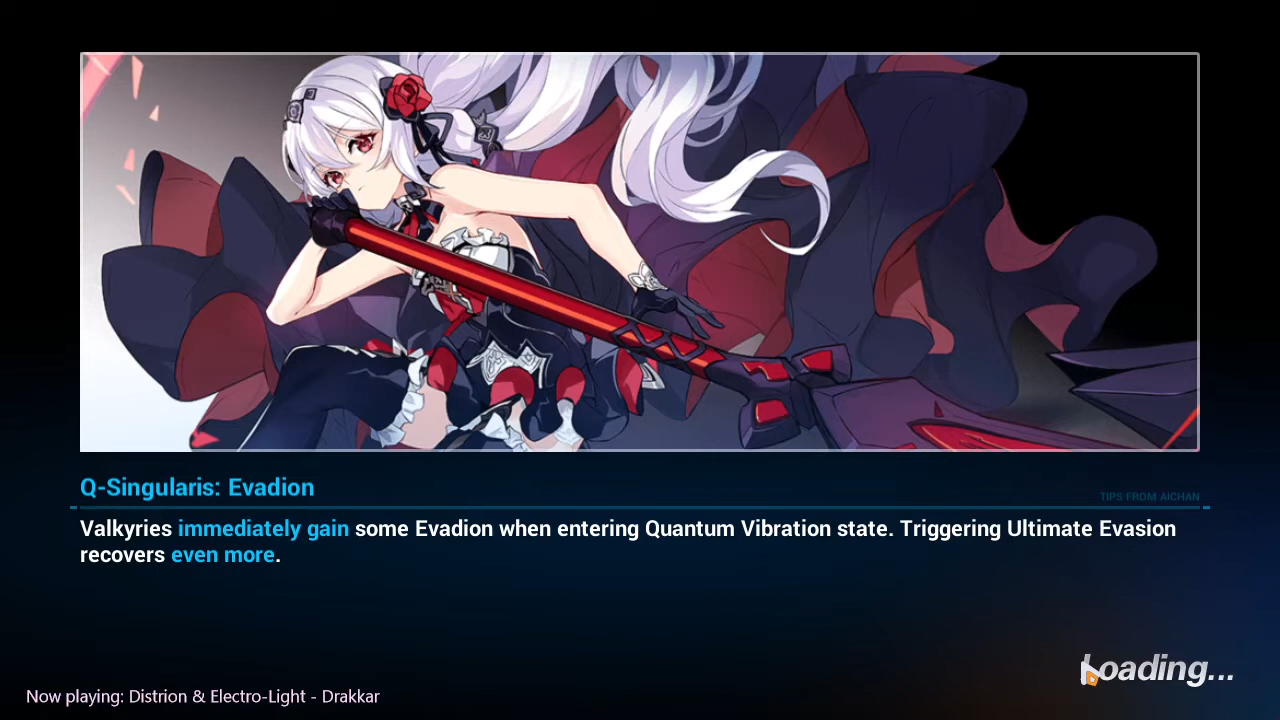 Q-Singularis: Evadion
TIPS FROM AICHAN
Valkyries immediately gain some Evadion when entering Quantum Vibration state. Triggering Ultimate Evasion
recovers even more.
Loading...
Now playing: Distrion & Electro-Light - Drakkar